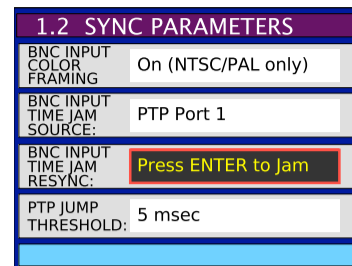 1.2 SYNC PARAMETERS
BNC INPUT
COLOR
FRAMING
On (NTSC/PAL only)
BNC INPUT
TIME JAM
SOURCE:
PTP Port 1
BNC INPUT
TIME JAM
RESYNC:
Press ENTER to Jam
PTP JUMP
THRESHOLD:
5 msec